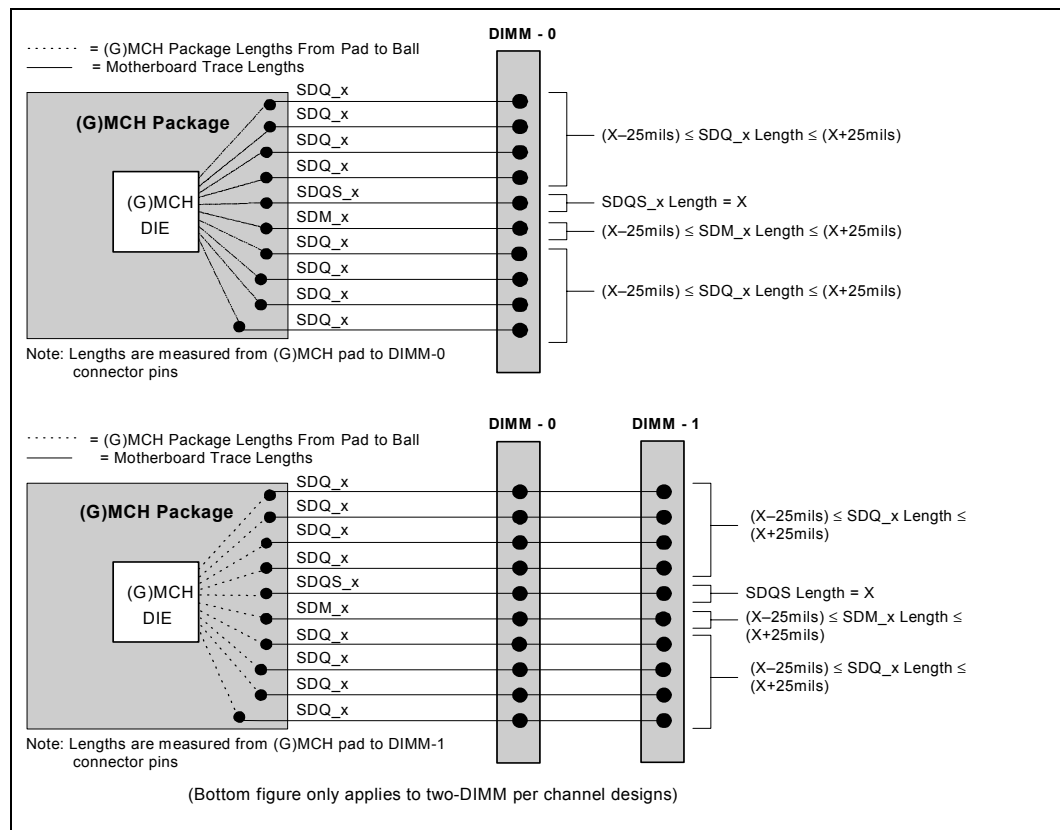 DIMM - 0
······· = (G)MCH Package Lengths From Pad to Ball
——— = Motherboard Trace Lengths
(G)MCH Package
(G)MCH
DIE
SDQ_x
SDQ_x
SDQ_x
SDQ_x
SDQS_x
SDM_x
SDQ_x
SDQ_x
SDQ_x
SDQ_x
(X–25mils) ≤ SDQ_x Length ≤ (X+25mils)
SDQS_x Length = X
(X–25mils) ≤ SDM_x Length ≤ (X+25mils)
(X–25mils) ≤ SDQ_x Length ≤ (X+25mils)
Note: Lengths are measured from (G)MCH pad to DIMM-0
connector pins
DIMM - 0
DIMM - 1
······· = (G)MCH Package Lengths From Pad to Ball
——— = Motherboard Trace Lengths
(G)MCH Package
(G)MCH
DIE
SDQ_x
SDQ_x
SDQ_x
SDQ_x
SDQS_x
SDM_x
SDQ_x
SDQ_x
SDQ_x
SDQ_x
(X–25mils) ≤ SDQ_x Length ≤
(X+25mils)
SDQS Length = X
(X–25mils) ≤ SDM_x Length ≤
(X+25mils)
(X–25mils) ≤ SDQ_x Length ≤
(X+25mils)
Note: Lengths are measured from (G)MCH pad to DIMM-1
connector pins
(Bottom figure only applies to two-DIMM per channel designs)